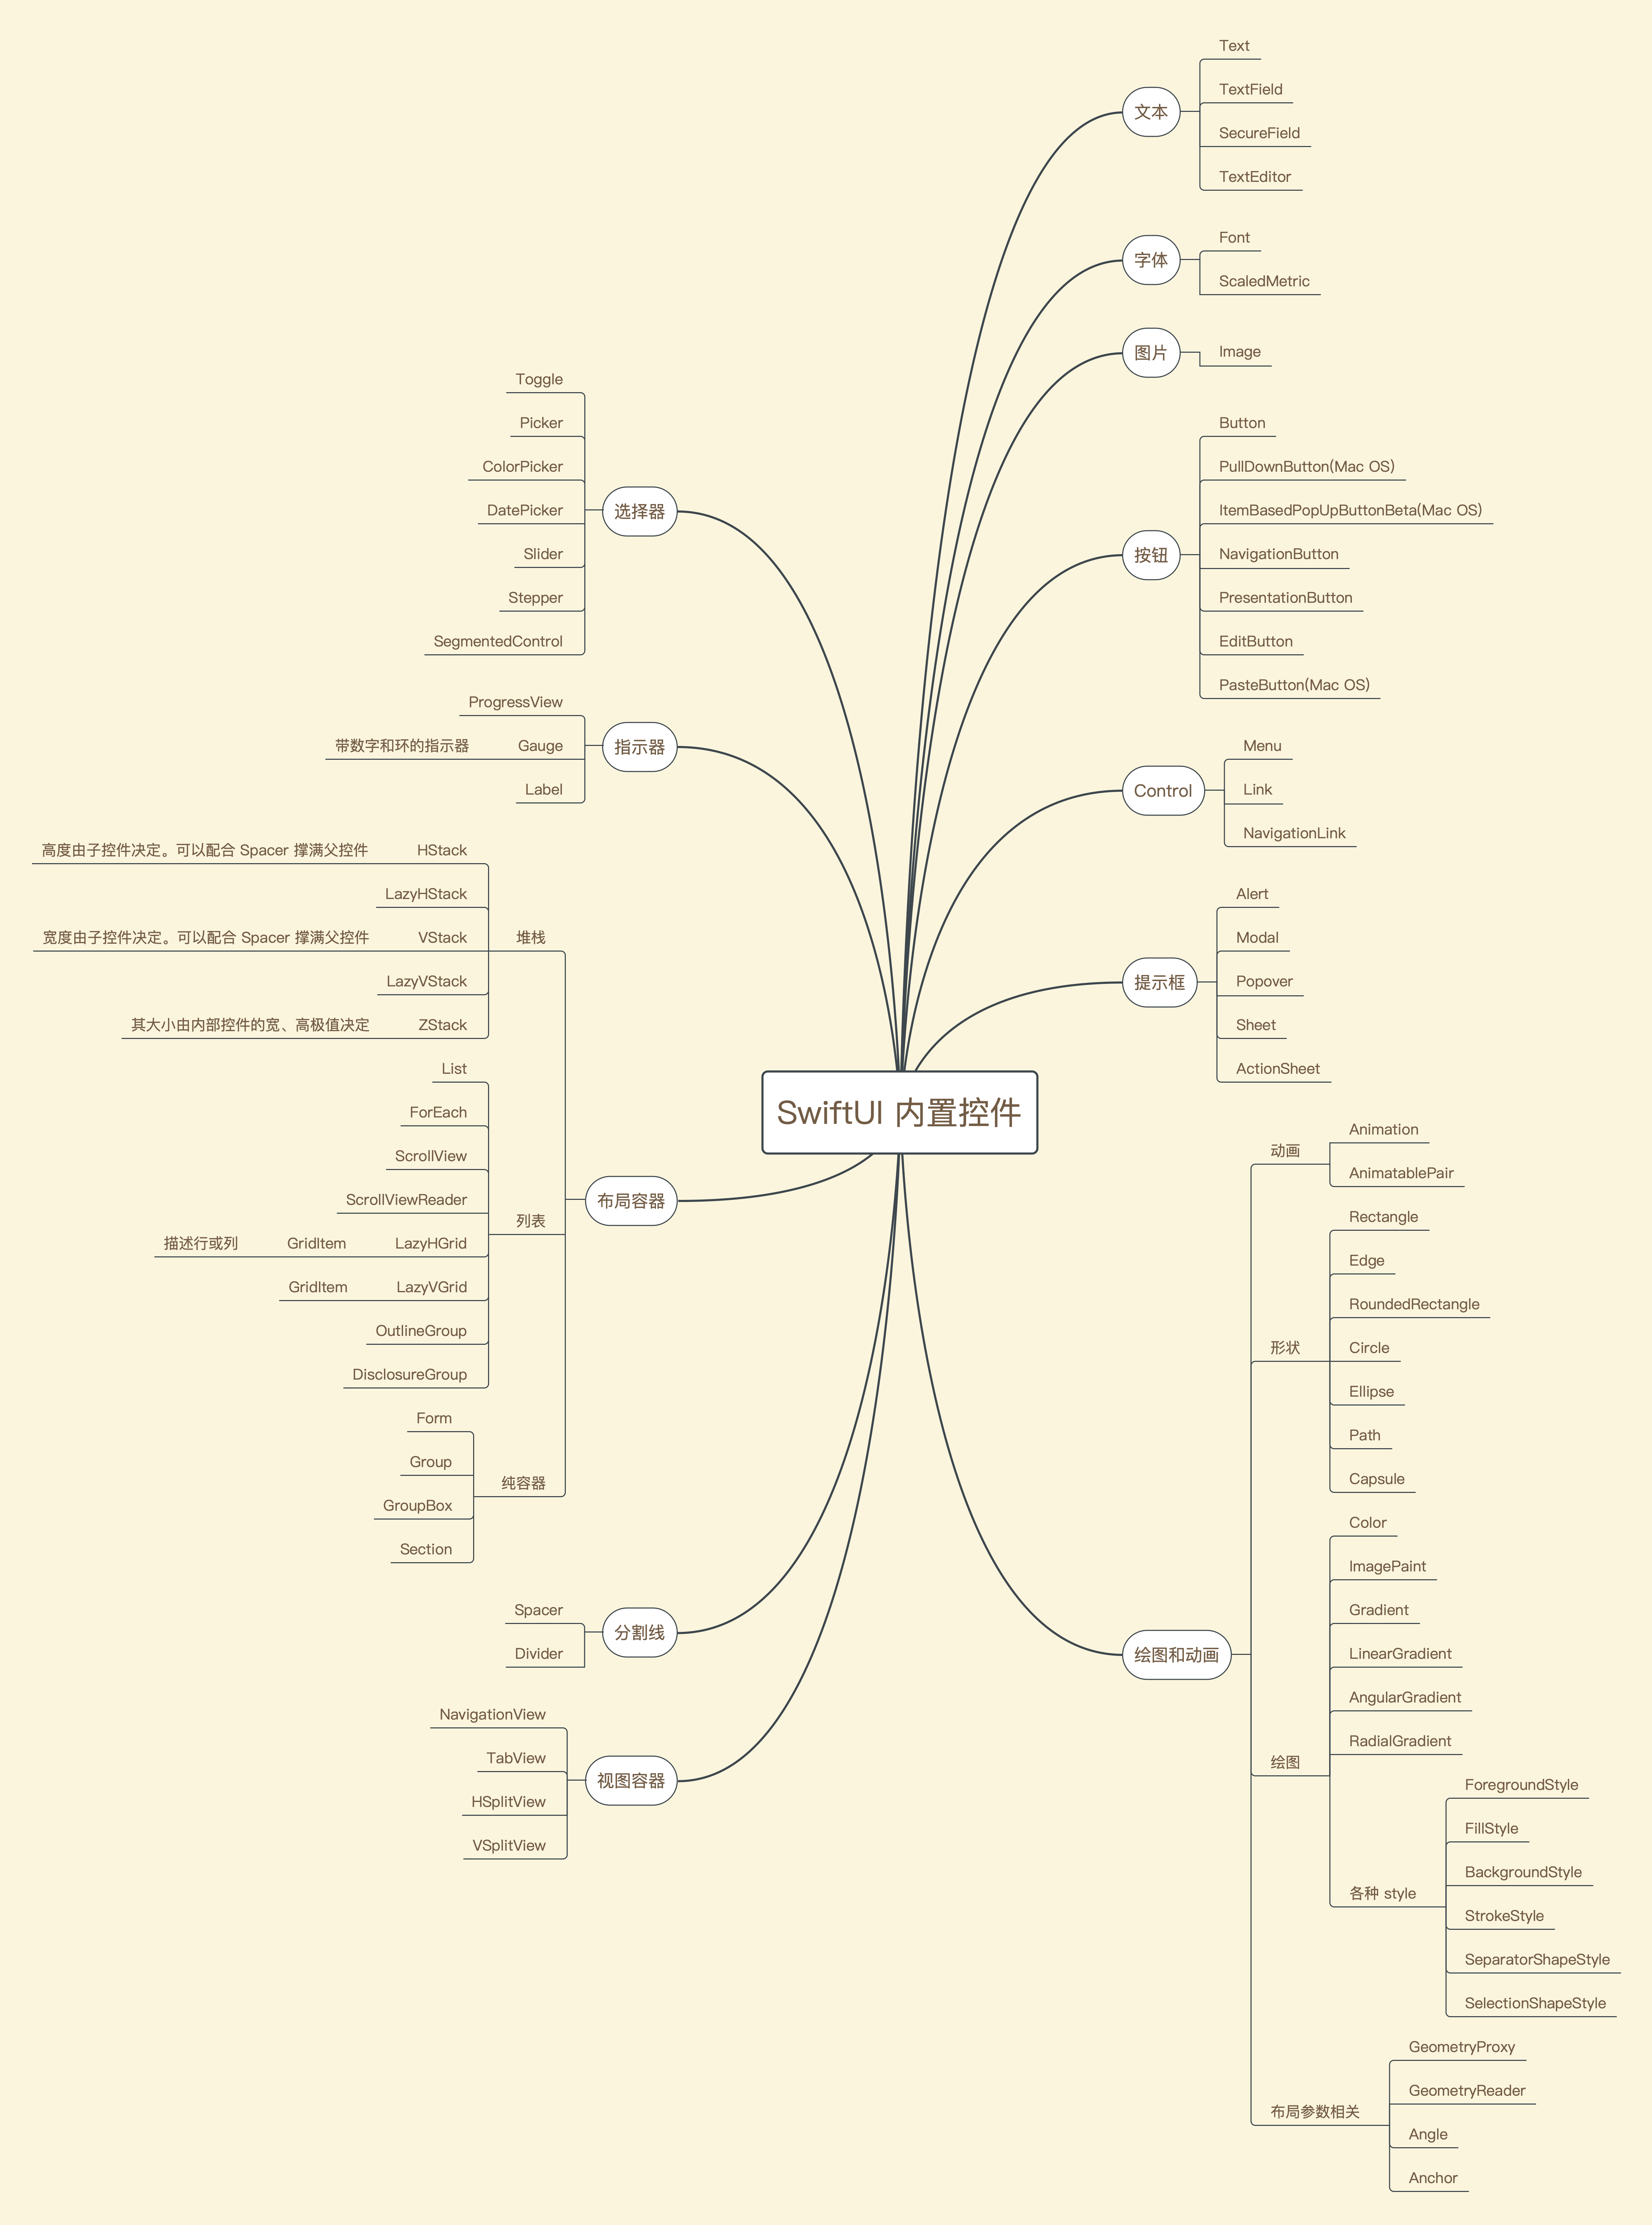 SwiftUI 内置控件
文本
Text
TextField
SecureField
TextEditor
字体
Font
ScaledMetric
图片
Image
按钮
Button
PullDownButton(Mac OS)
ItemBasedPopUpButtonBeta(Mac OS)
NavigationButton
PresentationButton
EditButton
PasteButton(Mac OS)
Control
Menu
Link
NavigationLink
提示框
Alert
Modal
Popover
Sheet
ActionSheet
绘图和动画
动画
Animation
AnimatablePair
形状
Rectangle
Edge
RoundedRectangle
Circle
Ellipse
Path
Capsule
绘图
Color
ImagePaint
Gradient
LinearGradient
AngularGradient
RadialGradient
各种 style
ForegroundStyle
FillStyle
BackgroundStyle
StrokeStyle
SeparatorShapeStyle
SelectionShapeStyle
布局参数相关
GeometryProxy
GeometryReader
Angle
Anchor
选择器
Toggle
Picker
ColorPicker
DatePicker
Slider
Stepper
SegmentedControl
指示器
ProgressView
Gauge
带数字和环的指示器
Label
布局容器
堆栈
HStack
高度由子控件决定。可以配合 Spacer 撑满父控件
LazyHStack
VStack
宽度由子控件决定。可以配合 Spacer 撑满父控件
LazyVStack
ZStack
其大小由内部控件的宽、高极值决定
列表
List
ForEach
ScrollView
ScrollViewReader
LazyHGrid
GridItem
描述行或列
LazyVGrid
GridItem
OutlineGroup
DisclosureGroup
纯容器
Form
Group
GroupBox
Section
分割线
Spacer
Divider
视图容器
NavigationView
TabView
HSplitView
VSplitView